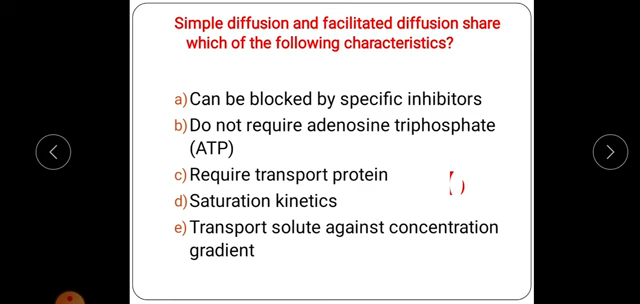 Simple diffusion and facilitated diffusion share
which of the following characteristics?
a) Can be blocked by specific inhibitors
b) Do not require adenosine triphosphate
(ATP)
c) Require transport protein
d) Saturation kinetics
e) Transport solute against concentration
gradient